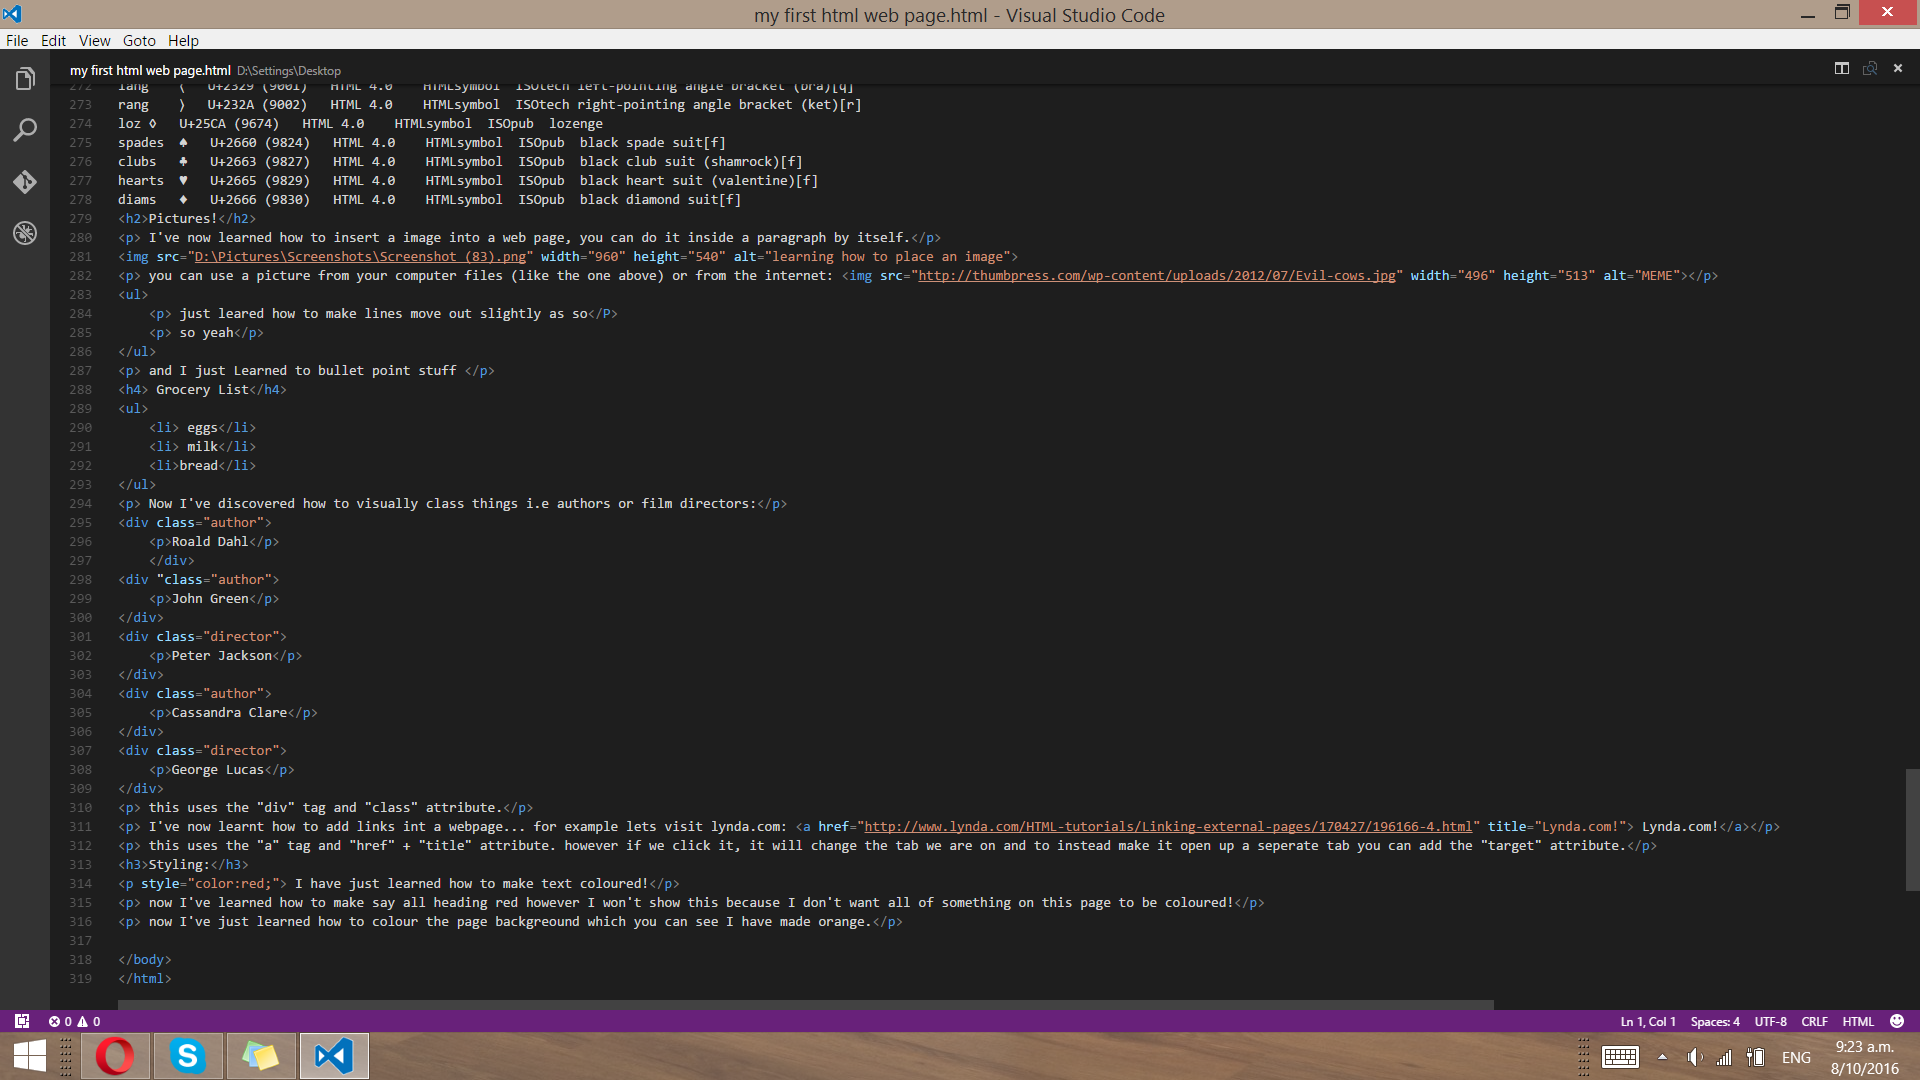 my first html web page.html - Visual Studio Code
File Edit View Goto Help
my first html web page.html D:\Settings\Desktop
272 lang 〈 U+2329 (9001) HTML 4.0 HTMLsymbol ISOtech left-pointing angle bracket (bra)[q]
273 rang 〉 U+232A (9002) HTML 4.0 HTMLsymbol ISOtech right-pointing angle bracket (ket)[r]
274 loz ◊ U+25CA (9674) HTML 4.0 HTMLsymbol ISOpub lozenge
275 spades ♠ U+2660 (9824) HTML 4.0 HTMLsymbol ISOpub black spade suit[f]
276 clubs ♣ U+2663 (9827) HTML 4.0 HTMLsymbol ISOpub black club suit (shamrock)[f]
277 hearts ♥ U+2665 (9829) HTML 4.0 HTMLsymbol ISOpub black heart suit (valentine)[f]
278 diams ♦ U+2666 (9830) HTML 4.0 HTMLsymbol ISOpub black diamond suit[f]
279 <h2>Pictures!</h2>
280 <p> I've now learned how to insert a image into a web page, you can do it inside a paragraph by itself.</p>
281 <img src="D:\Pictures\Screenshots\Screenshot (83).png" width="960" height="540" alt="learning how to place an image">
282 <p> you can use a picture from your computer files (like the one above) or from the internet: <img src="http://thumbpress.com/wp-content/uploads/2012/07/Evil-cows.jpg" width="496" height="513" alt="MEME"></p>
283 <ul>
284 <p> just leared how to make lines move out slightly as so</P>
285 <p> so yeah</p>
286 </ul>
287 <p> and I just Learned to bullet point stuff </p>
288 <h4> Grocery List</h4>
289 <ul>
290 <li> eggs</li>
291 <li> milk</li>
292 <li>bread</li>
293 </ul>
294 <p> Now I've discovered how to visually class things i.e authors or film directors:</p>
295 <div class="author">
296 <p>Roald Dahl</p>
297 </div>
298 <div "class="author">
299 <p>John Green</p>
300 </div>
301 <div class="director">
302 <p>Peter Jackson</p>
303 </div>
304 <div class="author">
305 <p>Cassandra Clare</p>
306 </div>
307 <div class="director">
308 <p>George Lucas</p>
309 </div>
310 <p> this uses the "div" tag and "class" attribute.</p>
311 <p> I've now learnt how to add links int a webpage... for example lets visit lynda.com: <a href="http://www.lynda.com/HTML-tutorials/Linking-external-pages/170427/196166-4.html" title="Lynda.com!"> Lynda.com!</a></p>
312 <p> this uses the "a" tag and "href" + "title" attribute. however if we click it, it will change the tab we are on and to instead make it open up a seperate tab you can add the "target" attribute.</p>
313 <h3>Styling:</h3>
314 <p style="color:red;"> I have just learned how to make text coloured!</p>
315 <p> now I've learned how to make say all heading red however I won't show this because I don't want all of something on this page to be coloured!</p>
316 <p> now I've just learned how to colour the page backgreound which you can see I have made orange.</p>
317
318 </body>
319 </html>
0 0 Ln 1, Col 1 Spaces: 4 UTF-8 CRLF HTML
ENG 9:23 a.m.
8/10/2016